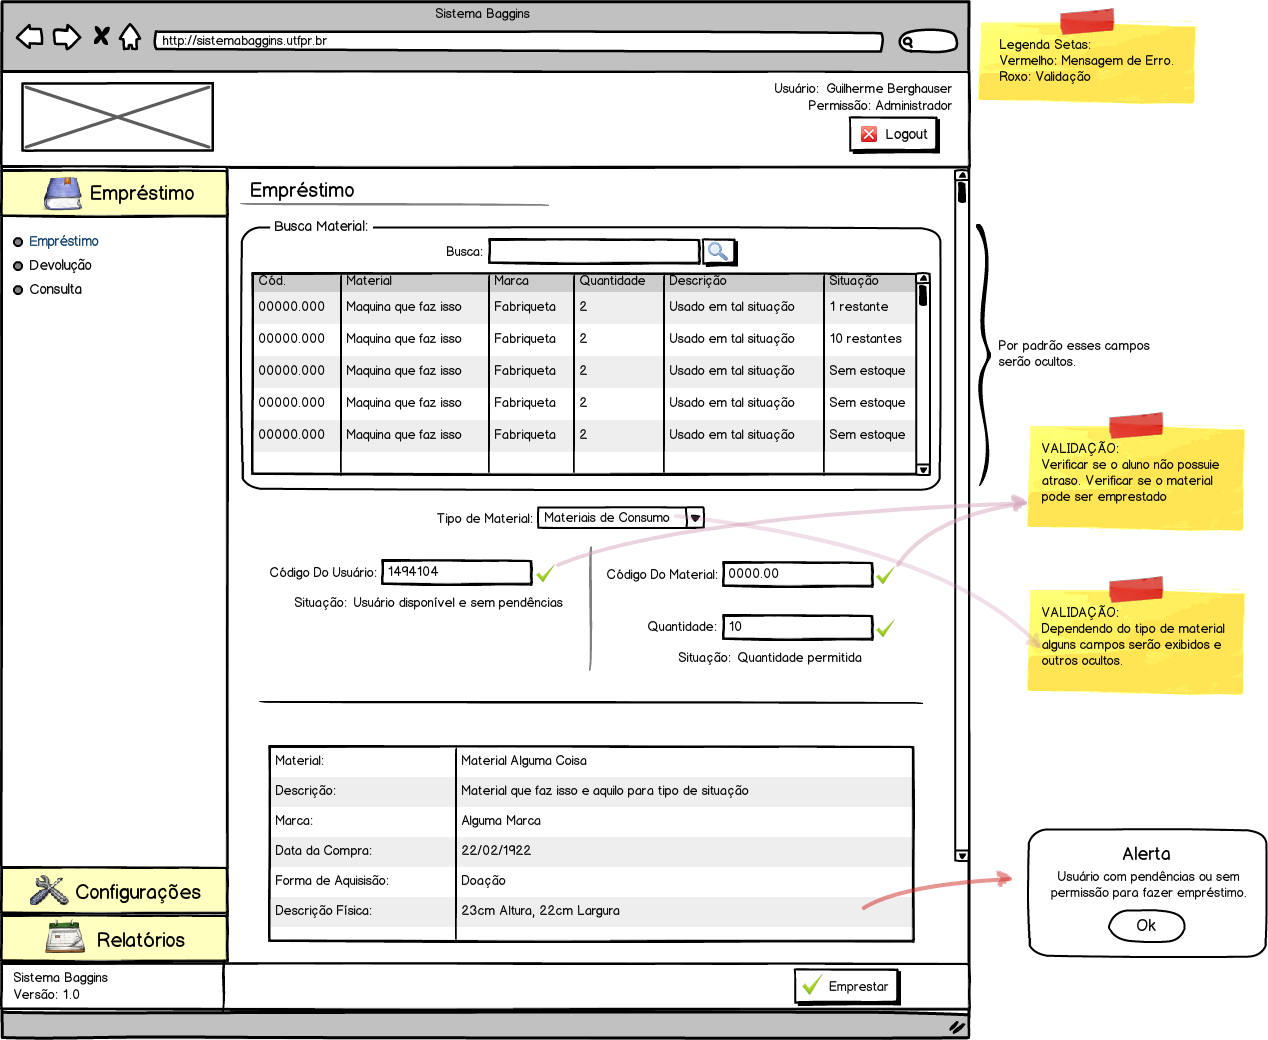 Sistema Baggins
http://sistemabaggins.utfpr.br
Legenda Setas:
Vermelho: Mensagem de Erro.
Roxo: Validação
Usuário: Guilherme Berghauser
Permissão: Administrador
Logout
Empréstimo
Empréstimo
Devolução
Consulta
Empréstimo
Busca Material:
Busca:
Cód. Material Marca Quantidade Descrição Situação
00000.000 Maquina que faz isso Fabriqueta 2 Usado em tal situação 1 restante
00000.000 Maquina que faz isso Fabriqueta 2 Usado em tal situação 10 restantes
00000.000 Maquina que faz isso Fabriqueta 2 Usado em tal situação Sem estoque
00000.000 Maquina que faz isso Fabriqueta 2 Usado em tal situação Sem estoque
00000.000 Maquina que faz isso Fabriqueta 2 Usado em tal situação Sem estoque
Por padrão esses campos
serão ocultos.
VALIDAÇÃO:
Verificar se o aluno não possuie
atraso. Verificar se o material
pode ser emprestado
Tipo de Material: Materiais de Consumo
Código Do Usuário: 1494104
Situação: Usuário disponível e sem pendências
Código Do Material: 0000.00
Quantidade: 10
Situação: Quantidade permitida
VALIDAÇÃO:
Dependendo do tipo de material
alguns campos serão exibidos e
outros ocultos.
Material: Material Alguma Coisa
Descrição: Material que faz isso e aquilo para tipo de situação
Marca: Alguma Marca
Data da Compra: 22/02/1922
Forma de Aquisisão: Doação
Descrição Física: 23cm Altura, 22cm Largura
Alerta
Usuário com pendências ou sem
permissão para fazer empréstimo.
Ok
Configurações
Relatórios
Sistema Baggins
Versão: 1.0
Emprestar